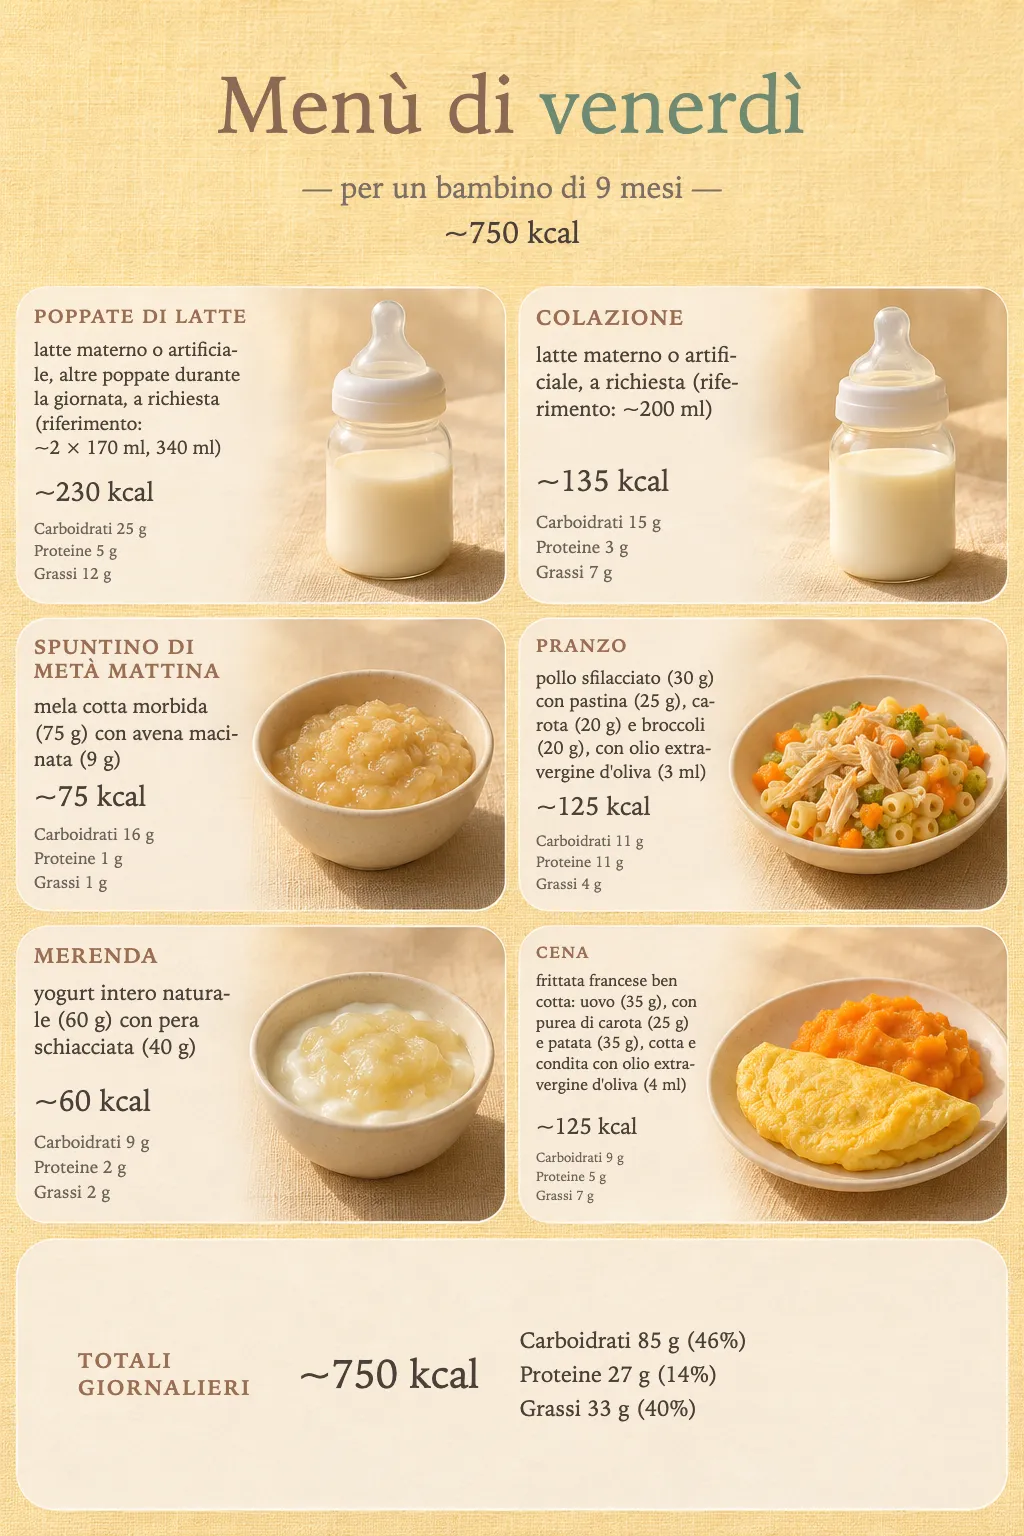 Menù di venerdì
— per un bambino di 9 mesi —
~750 kcal
POPPATE DI LATTE
latte materno o artificia-
le, altre poppate durante
la giornata, a richiesta
(riferimento:
~2 × 170 ml, 340 ml)
~230 kcal
Carboidrati 25 g
Proteine 5 g
Grassi 12 g
COLAZIONE
latte materno o artifi-
ciale, a richiesta (rife-
rimento: ~200 ml)
~135 kcal
Carboidrati 15 g
Proteine 3 g
Grassi 7 g
SPUNTINO DI
METÀ MATTINA
mela cotta morbida
(75 g) con avena maci-
nata (9 g)
~75 kcal
Carboidrati 16 g
Proteine 1 g
Grassi 1 g
PRANZO
pollo sfilacciato (30 g)
con pastina (25 g), ca-
rota (20 g) e broccoli
(20 g), con olio extra-
vergine d'oliva (3 ml)
~125 kcal
Carboidrati 11 g
Proteine 11 g
Grassi 4 g
MERENDA
yogurt intero natura-
le (60 g) con pera
schiacciata (40 g)
~60 kcal
Carboidrati 9 g
Proteine 2 g
Grassi 2 g
CENA
frittata francese ben
cotta: uovo (35 g), con
purea di carota (25 g)
e patata (35 g), cotta e
condita con olio extra-
vergine d'oliva (4 ml)
~125 kcal
Carboidrati 9 g
Proteine 5 g
Grassi 7 g
TOTALI
GIORNALIERI
~750 kcal
Carboidrati 85 g (46%)
Proteine 27 g (14%)
Grassi 33 g (40%)